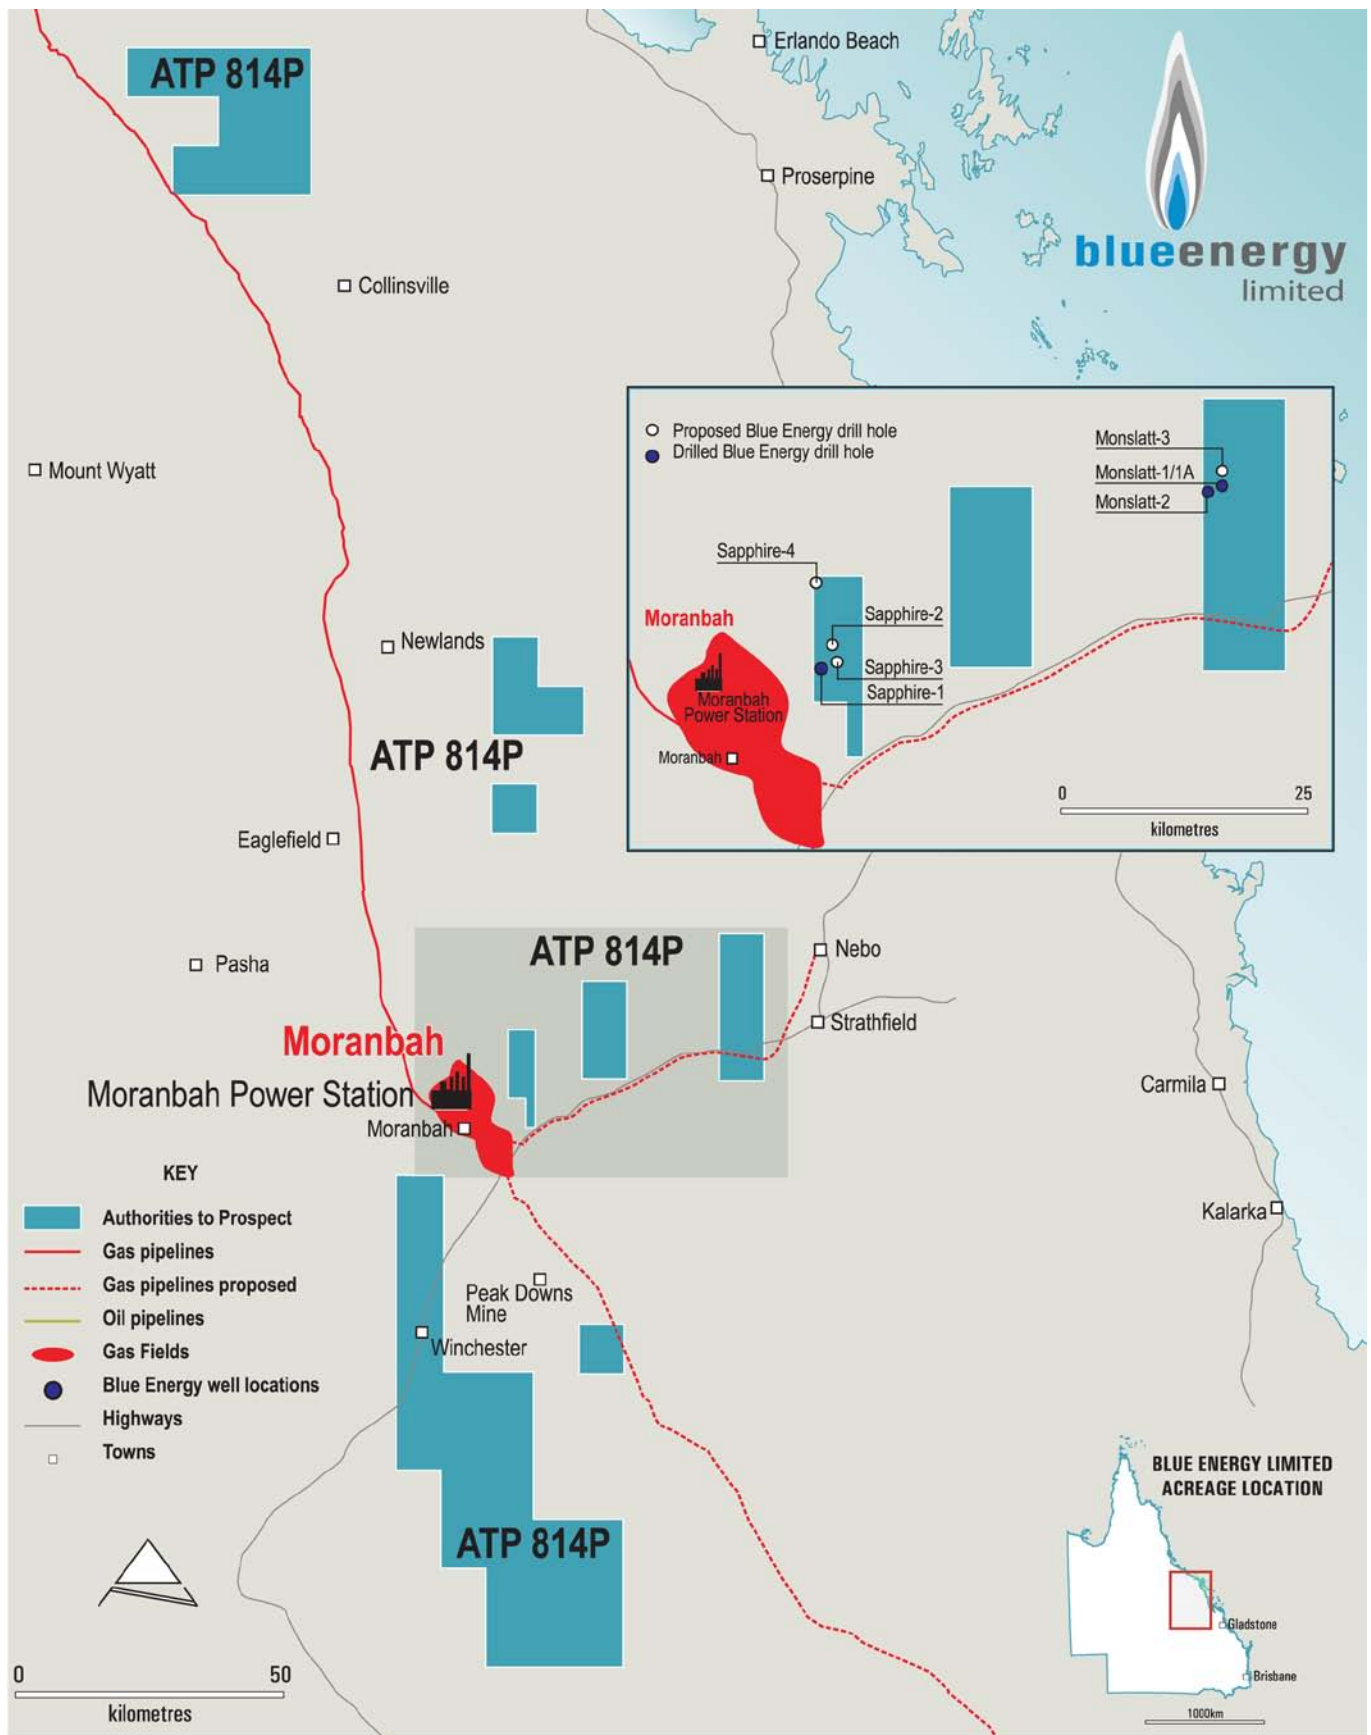 ATP 814P
Erlando Beach
Proserpine
blueenergy
limited
Collinsville
Mount Wyatt
Proposed Blue Energy drill hole
Drilled Blue Energy drill hole
Monslatt-3
Monslatt-1/1A
Monslatt-2
Sapphire-4
Moranbah
Sapphire-2
Sapphire-3
Sapphire-1
Moranbah
Power Station
Moranbah
0 25
kilometres
Newlands
ATP 814P
Eaglefield
Pasha
ATP 814P
Nebo
Strathfield
Moranbah
Moranbah Power Station
Moranbah
Carmila
Kalarka
KEY
Authorities to Prospect
Gas pipelines
Gas pipelines proposed
Oil pipelines
Gas Fields
Blue Energy well locations
Highways
Towns
Peak Downs
Mine
Winchester
ATP 814P
0 50
kilometres
BLUE ENERGY LIMITED
ACREAGE LOCATION
Gladstone
Brisbane
1000km